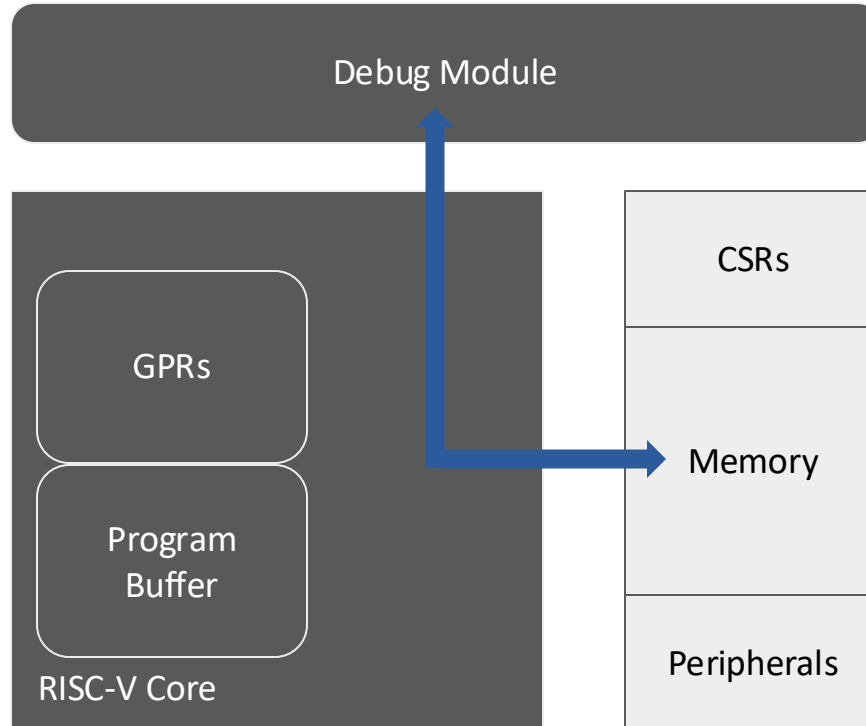 Debug Module
CSRs
GPRs
Memory
Program
Buffer
Peripherals
RISC-V Core